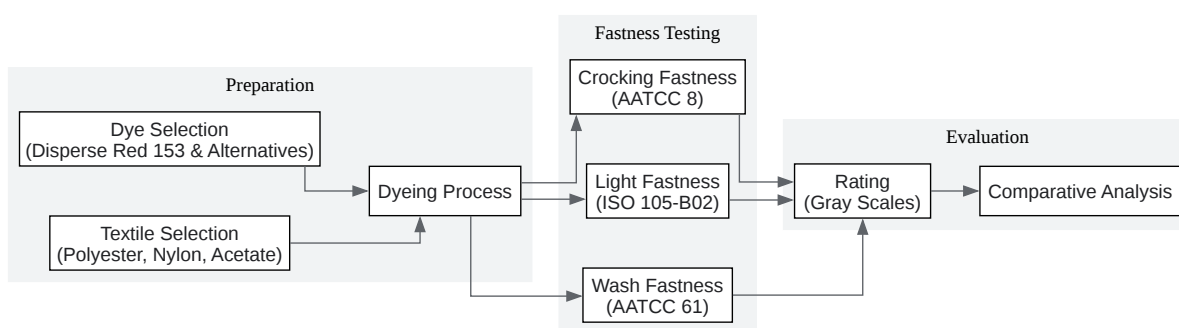 Preparation
Dye Selection
(Disperse Red 153 & Alternatives)
Textile Selection
(Polyester, Nylon, Acetate)
Dyeing Process
Fastness Testing
Crocking Fastness
(AATCC 8)
Light Fastness
(ISO 105-B02)
Wash Fastness
(AATCC 61)
Evaluation
Rating
(Gray Scales)
Comparative Analysis